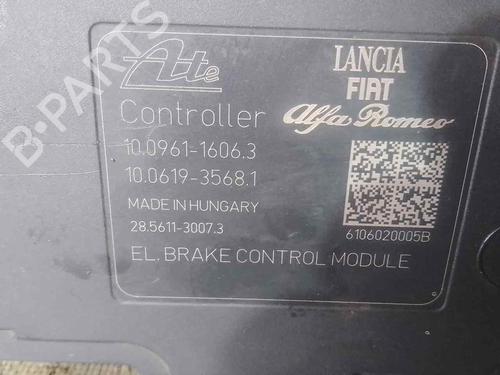 Ate
LANCIA
FIAT
Alfa Romeo
Controller
10.0961-1606.3
10.0619-3568.1
MADE IN HUNGARY
28.5611-3007.3
6106020005B
EL. BRAKE CONTROL MODULE
B-PARTS